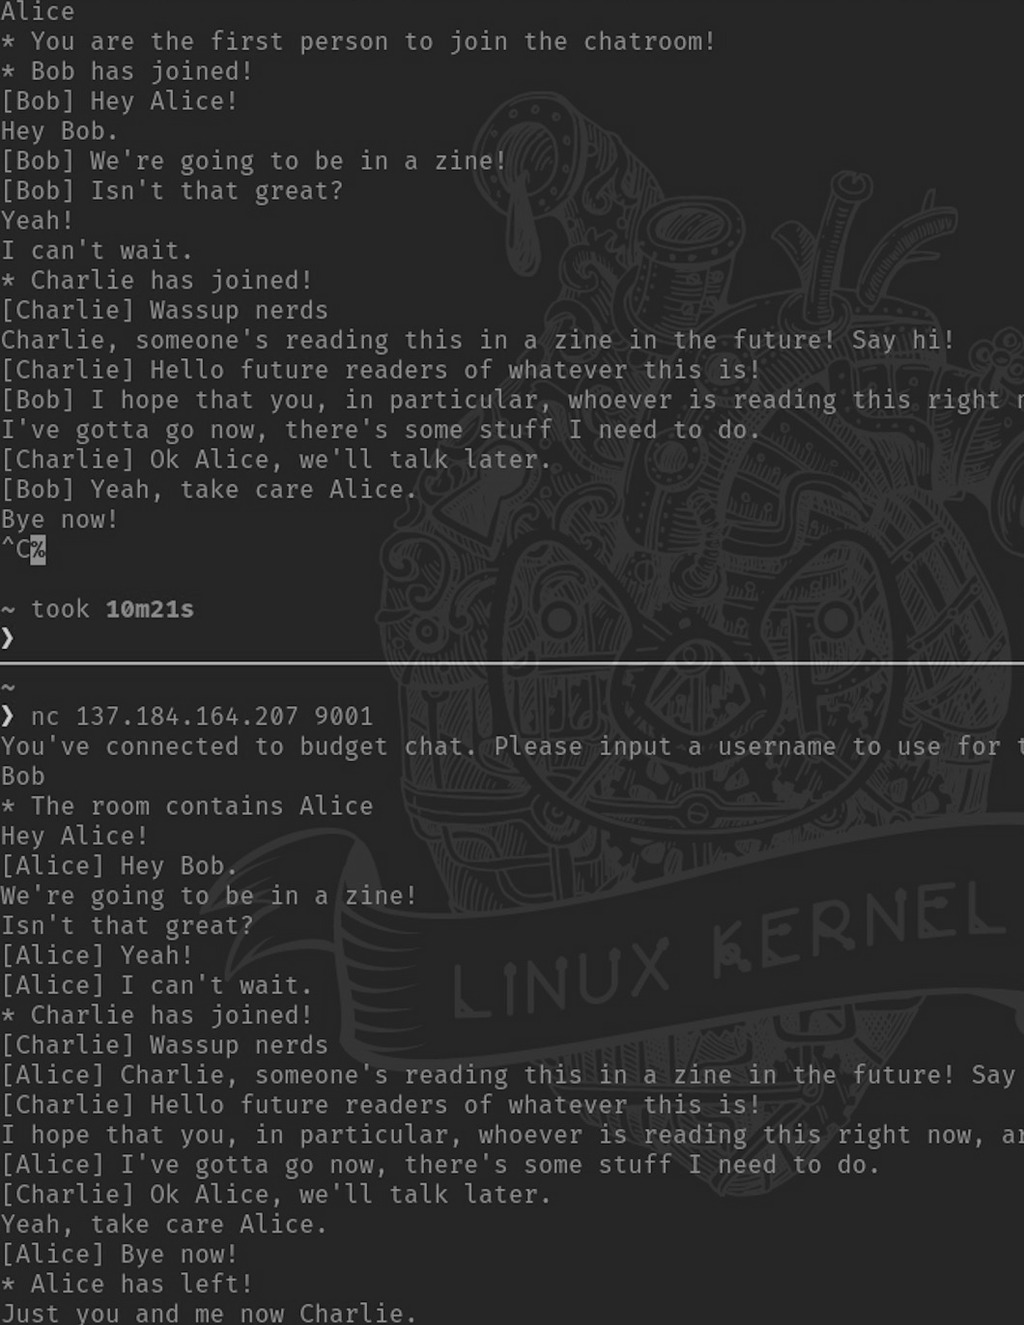 Alice
* You are the first person to join the chatroom!
* Bob has joined!
[Bob] Hey Alice!
Hey Bob.
[Bob] We're going to be in a zine!
[Bob] Isn't that great?
Yeah!
I can't wait.
* Charlie has joined!
[Charlie] Wassup nerds
Charlie, someone's reading this in a zine in the future! Say hi!
[Charlie] Hello future readers of whatever this is!
[Bob] I hope that you, in particular, whoever is reading this right
I've gotta go now, there's some stuff I need to do.
[Charlie] Ok Alice, we'll talk later.
[Bob] Yeah, take care Alice.
Bye now!
^C%
~ took 10m21s
❯
~
❯ nc 137.184.164.207 9001
You've connected to budget chat. Please input a username to use for
Bob
* The room contains Alice
Hey Alice!
[Alice] Hey Bob.
We're going to be in a zine!
Isn't that great?
[Alice] Yeah!
[Alice] I can't wait.
* Charlie has joined!
[Charlie] Wassup nerds
[Alice] Charlie, someone's reading this in a zine in the future! Say
[Charlie] Hello future readers of whatever this is!
I hope that you, in particular, whoever is reading this right now,
[Alice] I've gotta go now, there's some stuff I need to do.
[Charlie] Ok Alice, we'll talk later.
Yeah, take care Alice.
[Alice] Bye now!
* Alice has left!
Just you and me now Charlie.
LINUX KERNEL